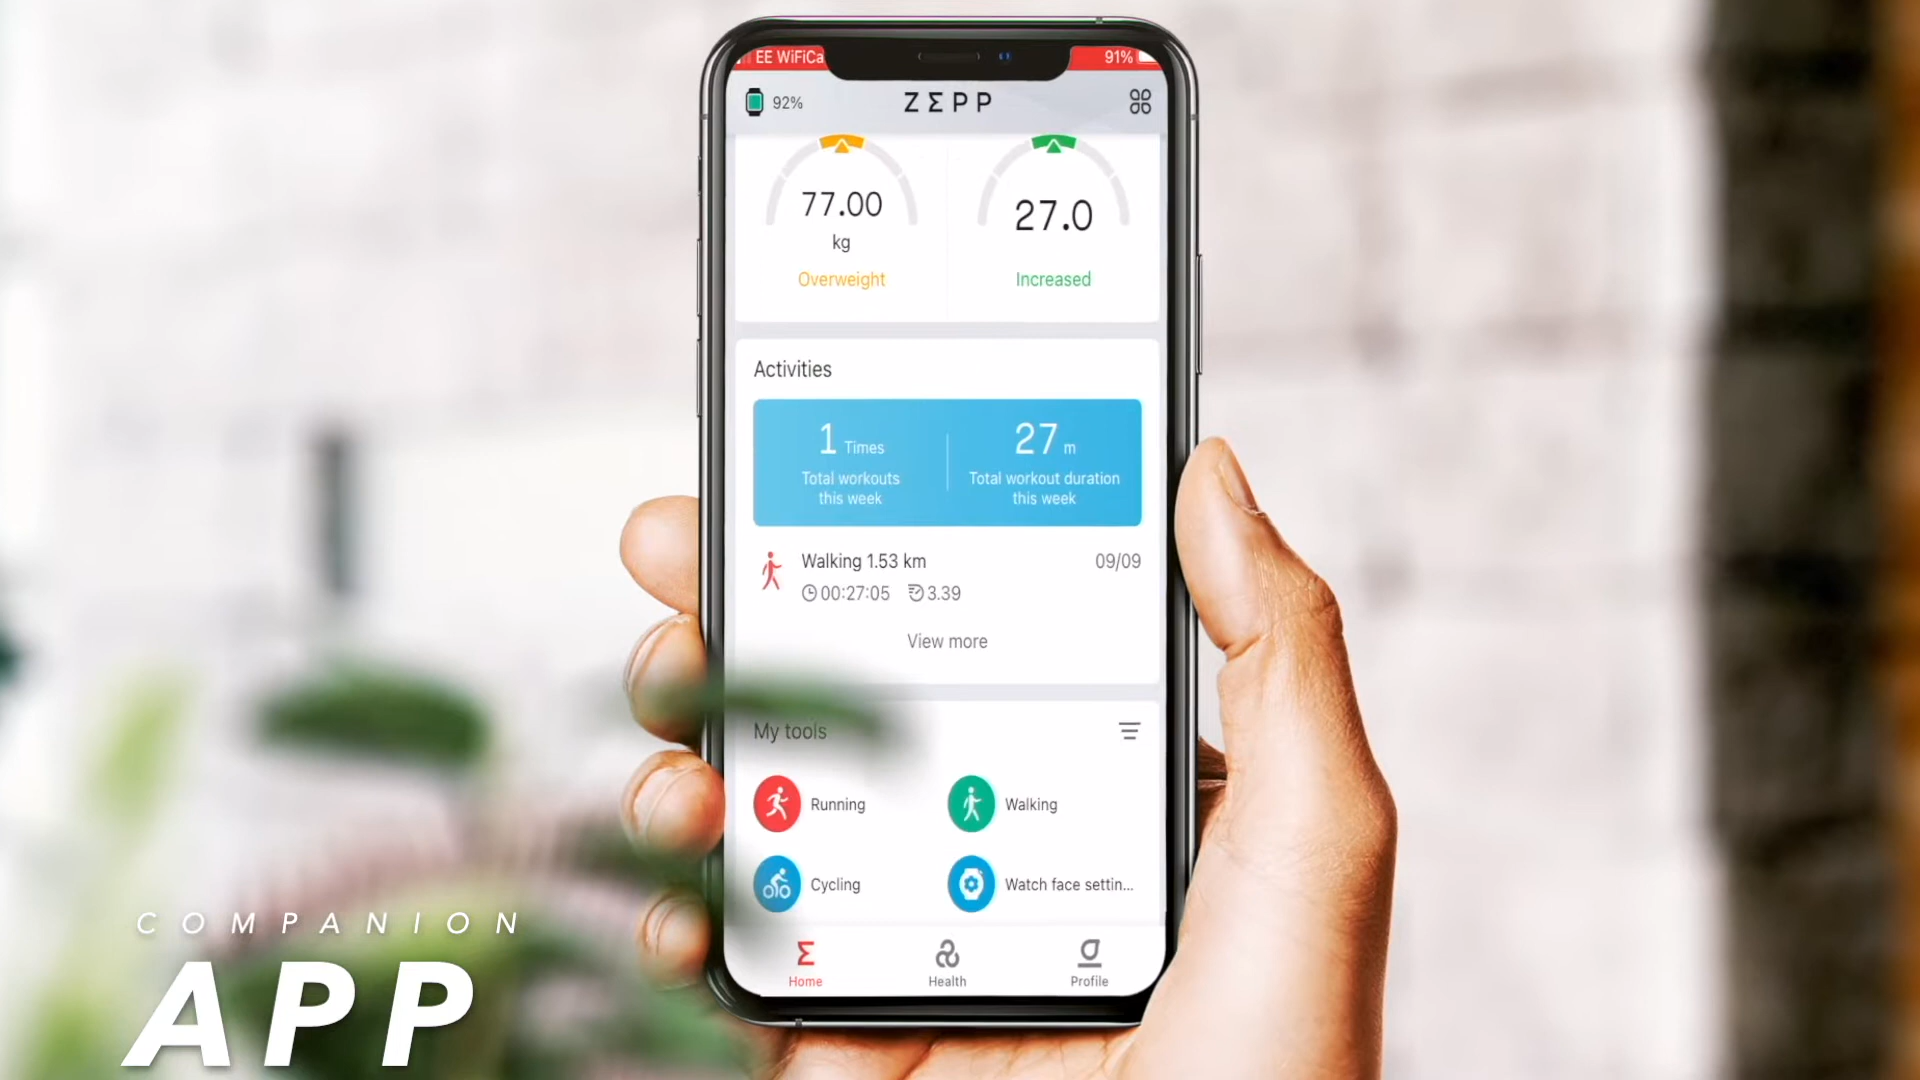 EE WiFiCa
91%
92%
ZΣPP
77.00
kg
Overweight
27.0
Increased
Activities
1 Times
Total workouts
this week
27 m
Total workout duration
this week
Walking 1.53 km
09/09
00:27:05
3.39
View more
My tools
Running
Walking
Cycling
Watch face settin...
Home
Health
Profile
COMPANION
APP